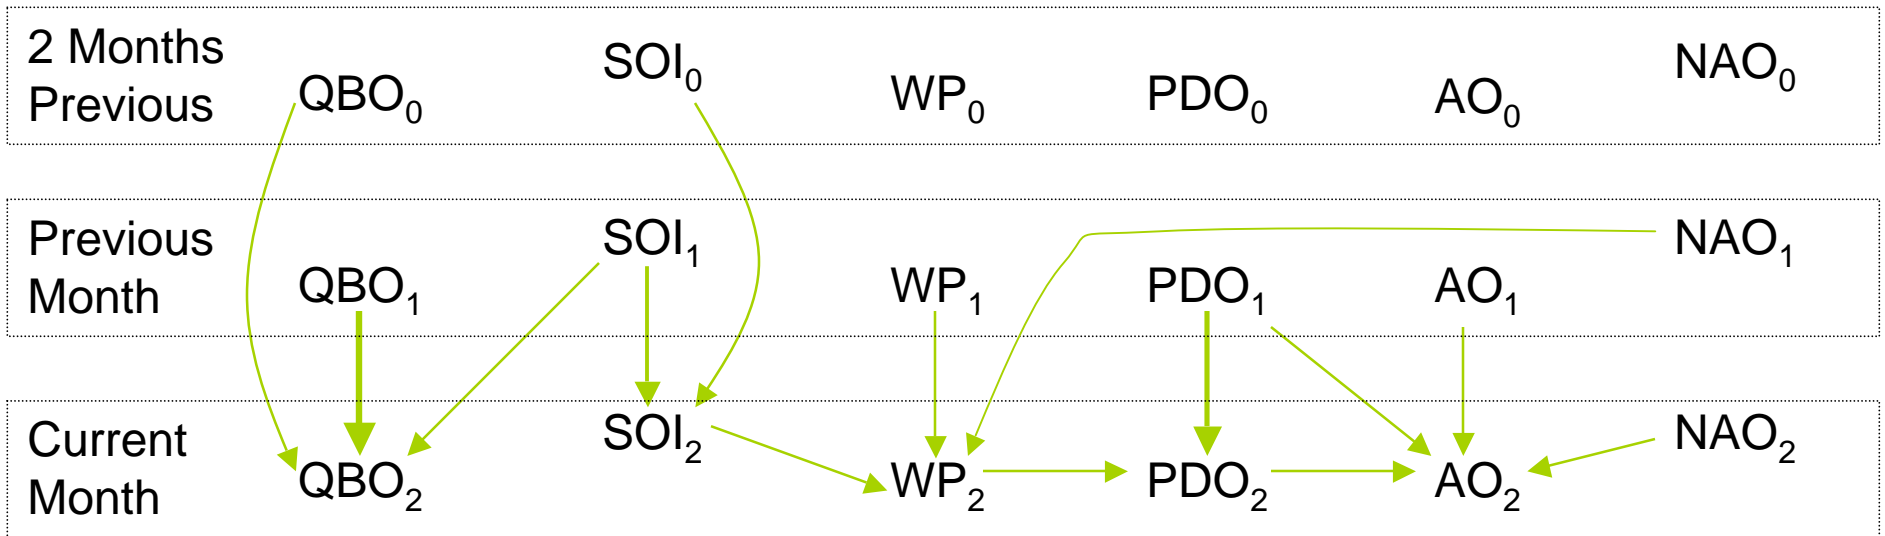 2 Months
Previous
QBO₀
SOI₀
WP₀
PDO₀
AO₀
NAO₀
Previous
Month
QBO₁
SOI₁
WP₁
PDO₁
AO₁
NAO₁
Current
Month
QBO₂
SOI₂
WP₂
PDO₂
AO₂
NAO₂